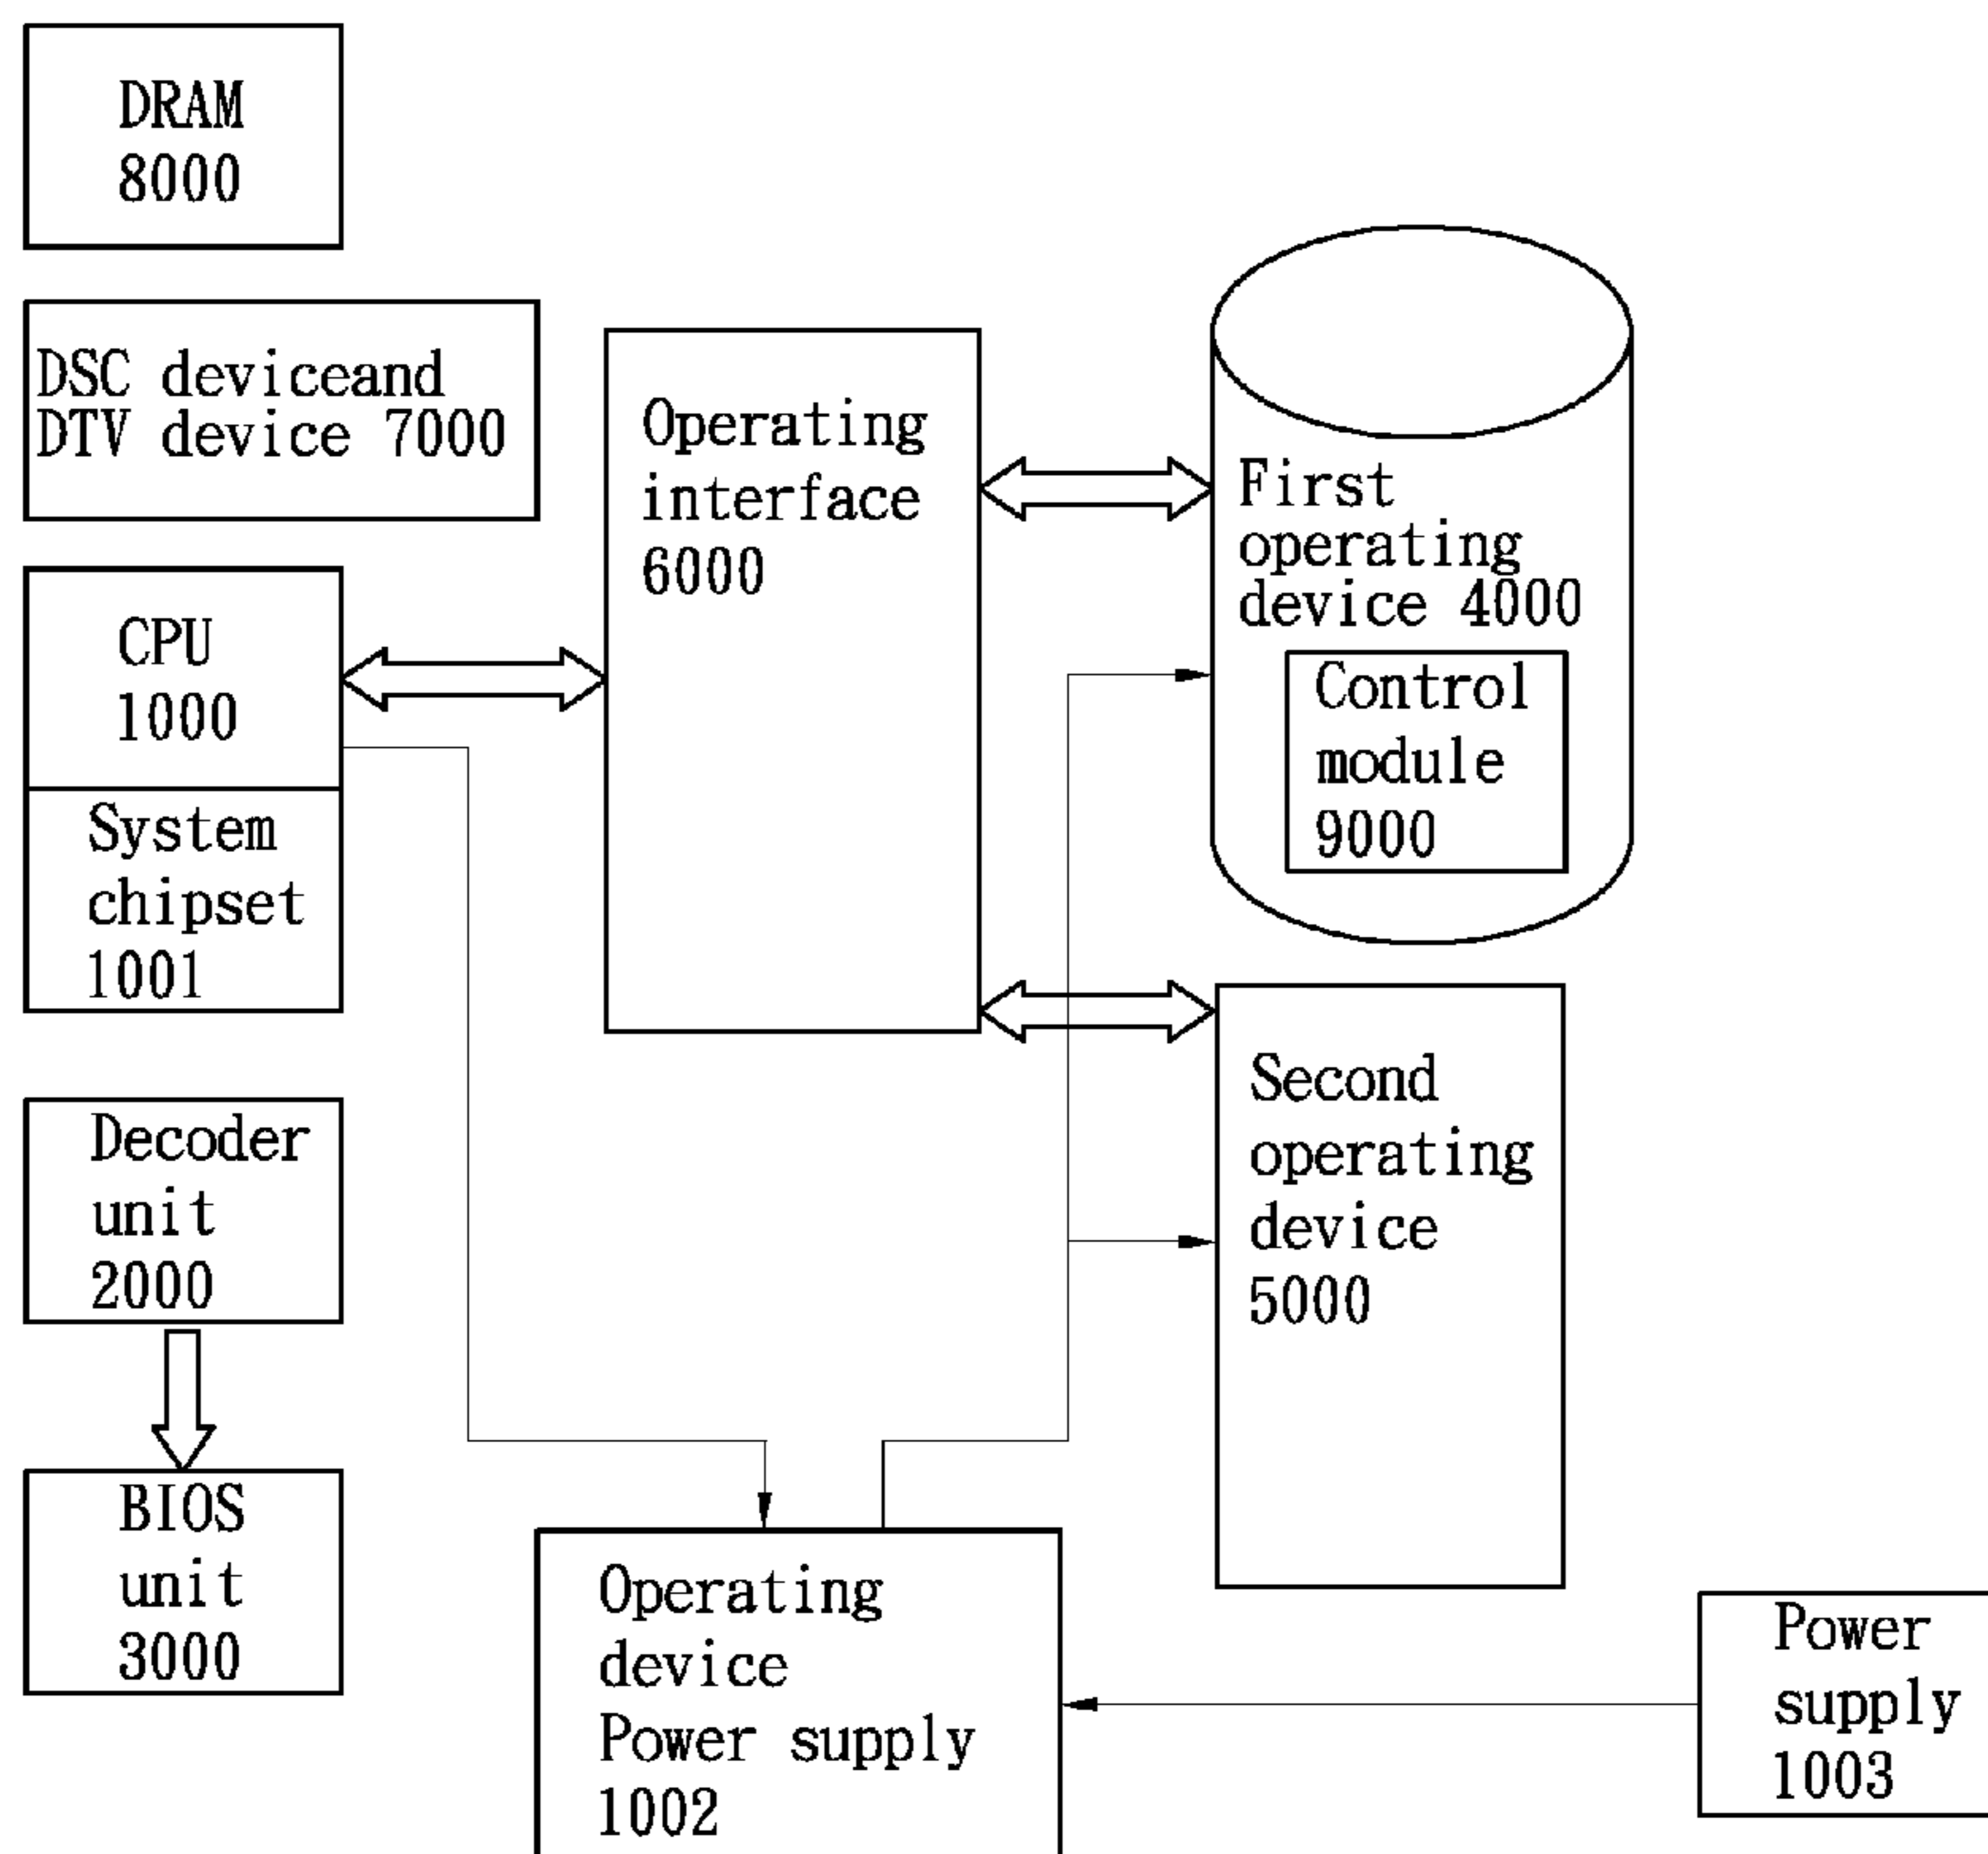 DRAM
8000
DSC deviceand
DTV device 7000
CPU
1000
System
chipset
1001
Decoder
unit
2000
BIOS
unit
3000
Operating
interface
6000
First
operating
device 4000
Control
module
9000
Second
operating
device
5000
Operating
device
Power supply
1002
Power
supply
1003